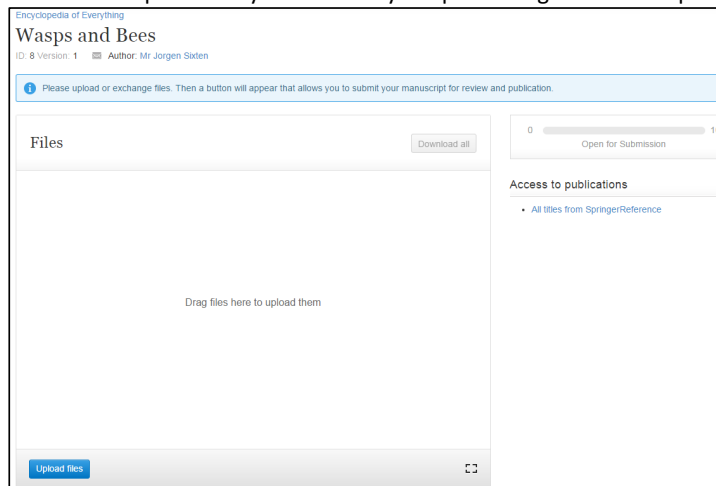 Encyclopedia of Everything
Wasps and Bees
ID: 8 Version: 1 Author: Mr Jorgen Sixten
Please upload or exchange files. Then a button will appear that allows you to submit your manuscript for review and publication.
Files
Download all
0
Open for Submission
Access to publications
• All titles from SpringerReference
Drag files here to upload them
Upload files